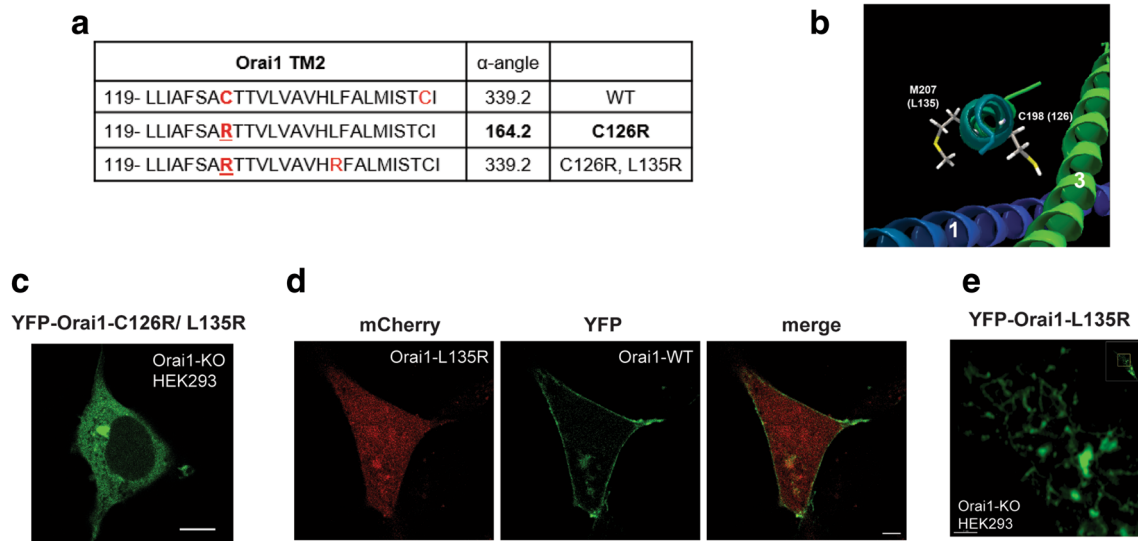 a
Orai1 TM2 α-angle
119- LLIAFSACTTVLVAVHLFALMISTCI 339.2 WT
119- LLIAFSARTTVLVAVHLFALMISTCI 164.2 C126R
119- LLIAFSARTTVLVAVHRFALMISTCI 339.2 C126R, L135R
b
M207
(L135)
C198 (126)
3
1
c
YFP-Orai1-C126R/ L135R
Orai1-KO
HEK293
d
mCherry YFP merge
Orai1-L135R Orai1-WT
e
YFP-Orai1-L135R
Orai1-KO
HEK293